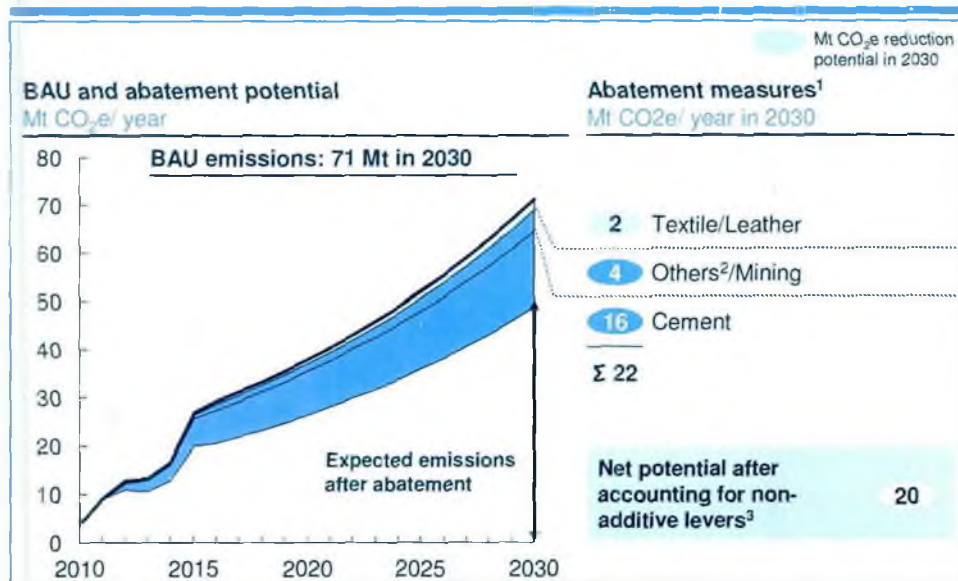 Mt CO₂e reduction
potential in 2030
BAU and abatement potential
Mt CO₂e/ year
Abatement measures¹
Mt CO2e/ year in 2030
BAU emissions: 71 Mt in 2030
80
70
60
50
40
30
20
10
0
2010 2015 2020 2025 2030
Expected emissions
after abatement
2 Textile/Leather
4 Others²/Mining
16 Cement
Σ 22
Net potential after
accounting for non-
additive levers³
20